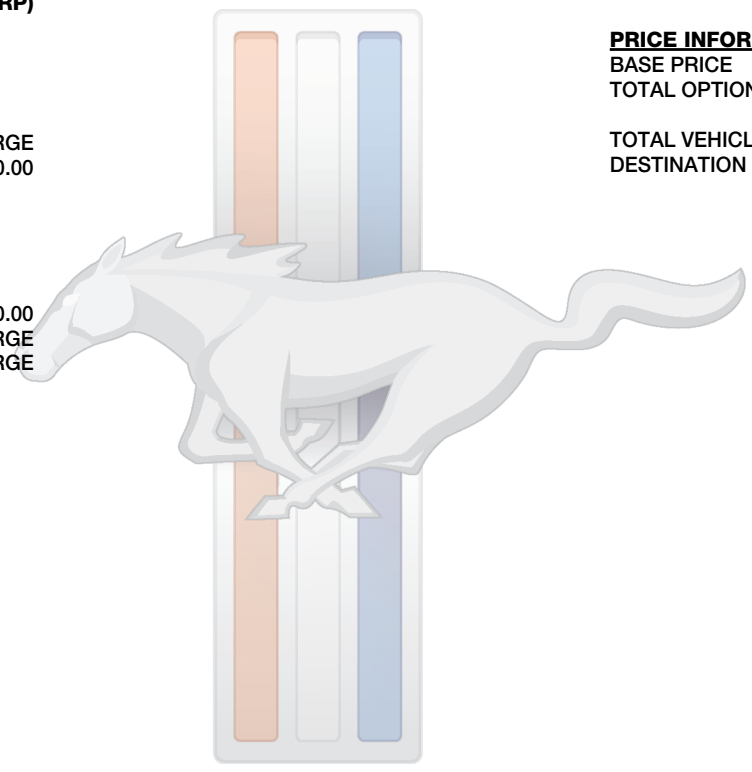 RP)
RGE
0.00
0.00
RGE
RGE
PRICE INFOR
BASE PRICE
TOTAL OPTION
TOTAL VEHICL
DESTINATION